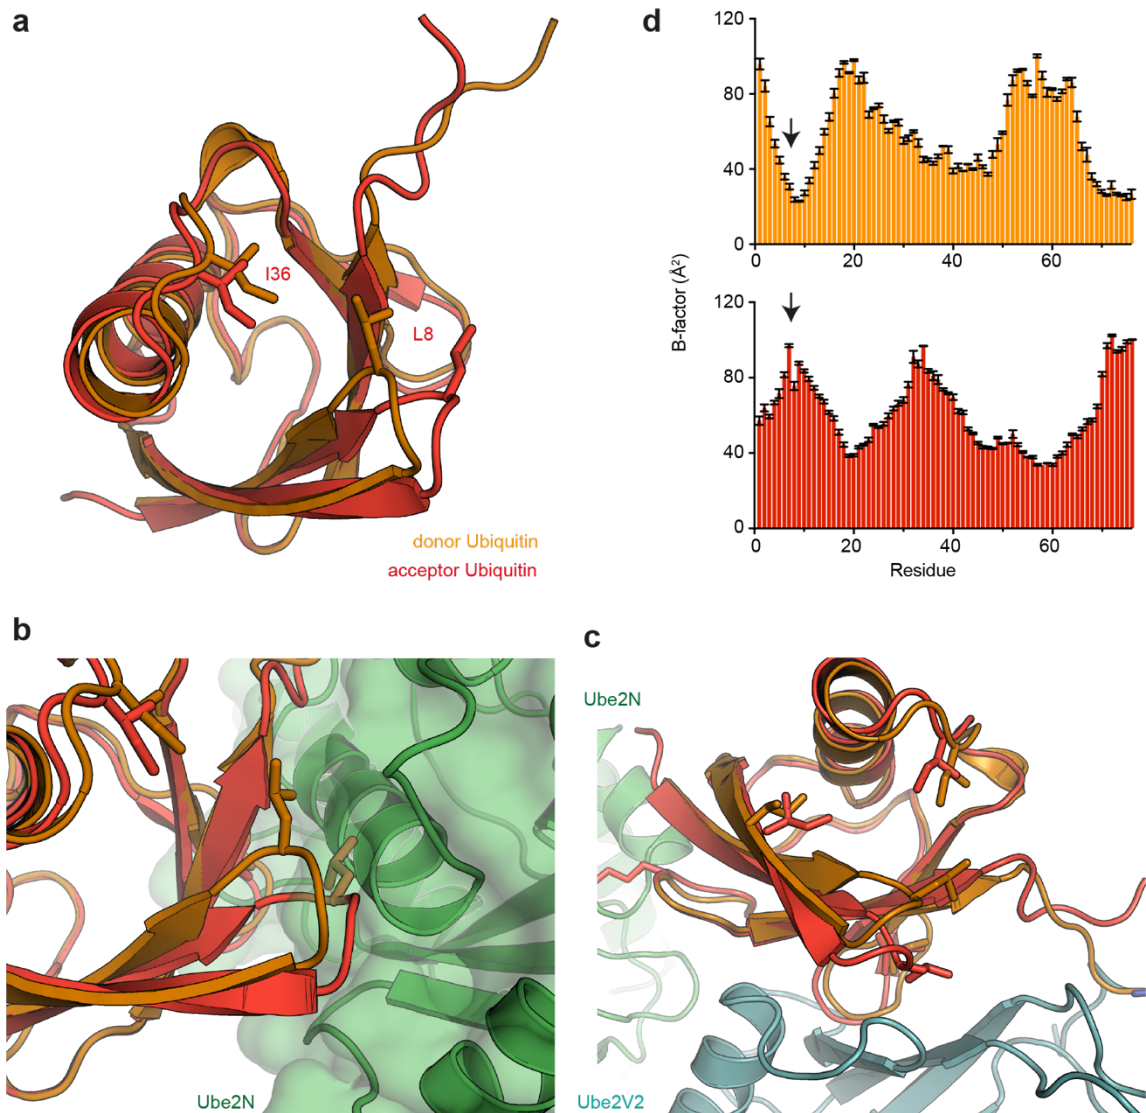 a
I36
L8
donor Ubiquitin
acceptor Ubiquitin
d
120
80
40
0
0
20
40
60
120
80
40
0
0
20
40
60
B-factor (Å²)
Residue
b
Ube2N
c
Ube2N
Ube2V2